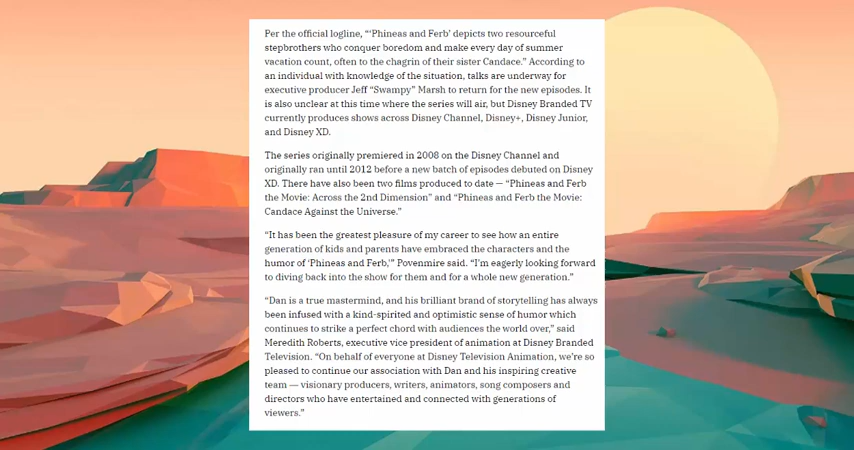 Per the official logline, “‘Phineas and Ferb’ depicts two resourceful
stepbrothers who conquer boredom and make every day of summer
vacation count, often to the chagrin of their sister Candace.” According to
an individual with knowledge of the situation, talks are underway for
executive producer Jeff “Swampy” Marsh to return for the new episodes. It
is also unclear at this time where the series will air, but Disney Branded TV
currently produces shows across Disney Channel, Disney+, Disney Junior,
and Disney XD.
The series originally premiered in 2008 on the Disney Channel and
originally ran until 2012 before a new batch of episodes debuted on Disney
XD. There have also been two films produced to date — “Phineas and Ferb
the Movie: Across the 2nd Dimension” and “Phineas and Ferb the Movie:
Candace Against the Universe.”
“It has been the greatest pleasure of my career to see how an entire
generation of kids and parents have embraced the characters and the
humor of ‘Phineas and Ferb,’” Povenmire said. “I’m eagerly looking forward
to diving back into the show for them and for a whole new generation.”
“Dan is a true mastermind, and his brilliant brand of storytelling has always
been infused with a kind-spirited and optimistic sense of humor which
continues to strike a perfect chord with audiences the world over,” said
Meredith Roberts, executive vice president of animation at Disney Branded
Television. “On behalf of everyone at Disney Television Animation, we’re so
pleased to continue our association with Dan and his inspiring creative
team — visionary producers, writers, animators, song composers and
directors who have entertained and connected with generations of
viewers.”